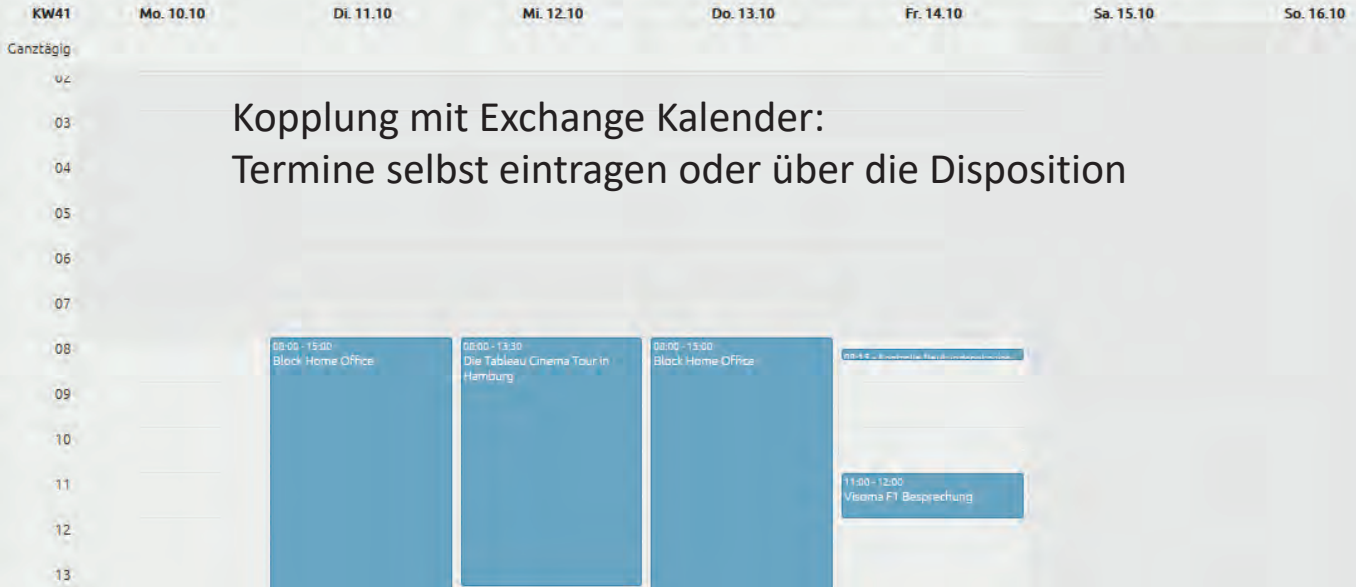 KW41 Mo. 10.10 Di. 11.10 Mi. 12.10 Do. 13.10 Fr. 14.10 Sa. 15.10 So. 16.10
Ganztägig
02
03
04
05
06
07
08
09
10
11
12
13
Kopplung mit Exchange Kalender:
Termine selbst eintragen oder über die Disposition
08:00 - 15:00
Block Home Office
08:00 - 13:30
Die Tableau Cinema Tour in
Hamburg
08:00 - 15:00
Block Home Office
08:15 -
11:00 - 12:00
Visoma F1 Besprechung